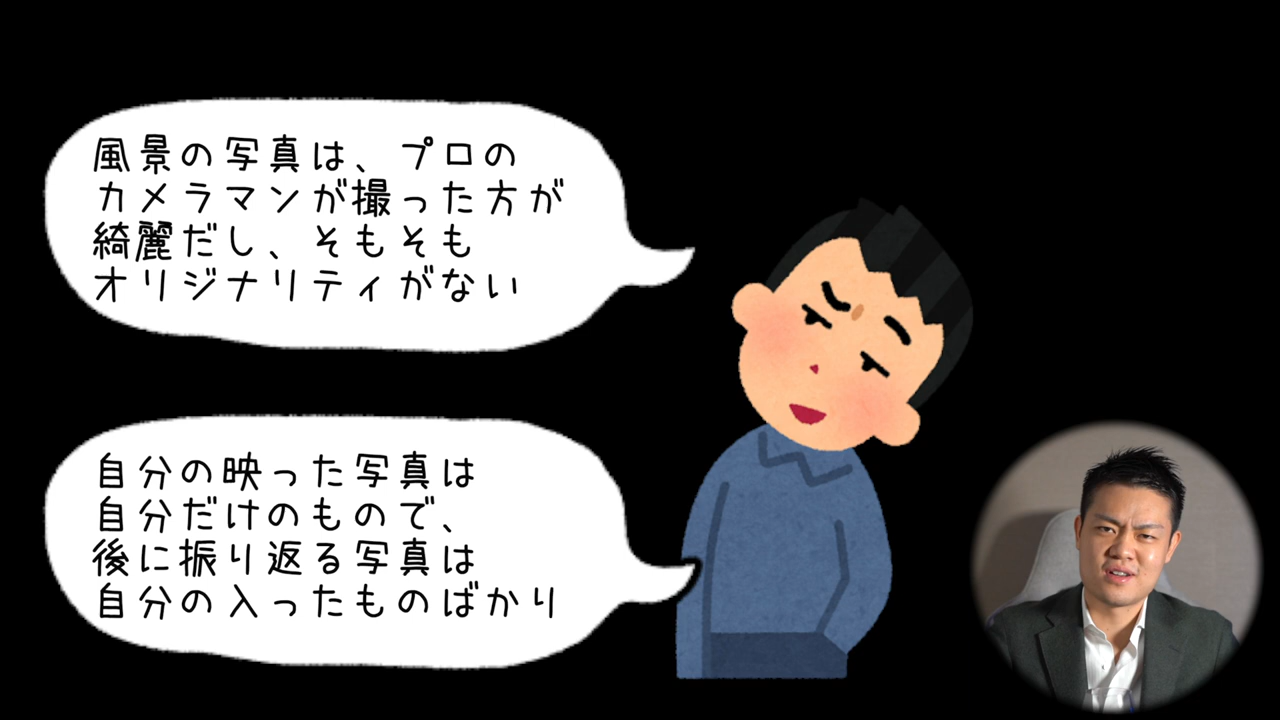 風景の写真は、プロの
カメラマンが撮った方が
綺麗だし、そもそも
オリジナリティがない
自分の映った写真は
自分だけのもので、
後に振り返る写真は
自分の入ったものばかり